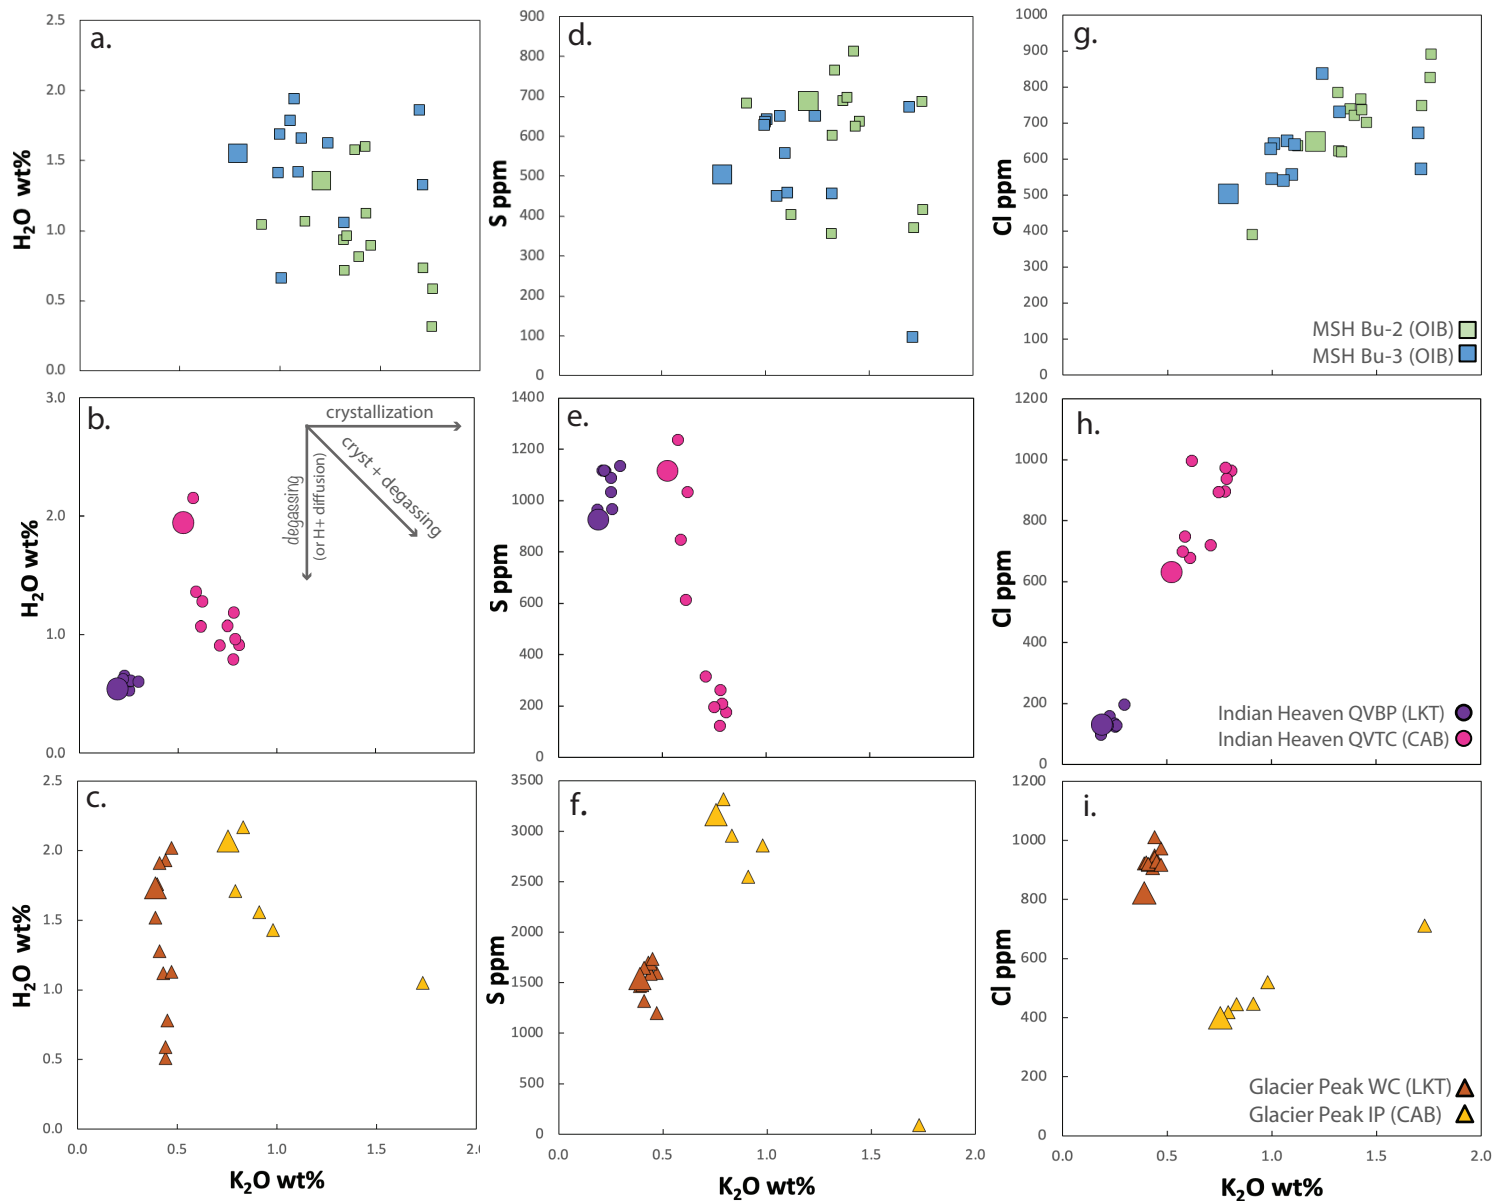 a.
2.5
2.0
1.5
1.0
0.5
0.0
H2O wt%
d.
900
800
700
600
500
400
300
200
100
0
S ppm
g.
1000
900
800
700
600
500
400
300
200
100
0
Cl ppm
MSH Bu-2 (OIB)
MSH Bu-3 (OIB)
b.
3.0
2.0
1.0
0.0
H2O wt%
crystallization
cryst + degassing
degassing
(or H+ diffusion)
e.
1400
1200
1000
800
600
400
200
0
S ppm
h.
1200
1000
800
600
400
200
0
Cl ppm
Indian Heaven QVBP (LKT)
Indian Heaven QVTC (CAB)
c.
2.5
2.0
1.5
1.0
0.5
0.0
H2O wt%
0.0 0.5 1.0 1.5 2.0
K2O wt%
f.
3500
3000
2500
2000
1500
1000
500
0
S ppm
0.0 0.5 1.0 1.5 2.0
K2O wt%
i.
1200
1000
800
600
400
200
0
Cl ppm
Glacier Peak WC (LKT)
Glacier Peak IP (CAB)
0.0 0.5 1.0 1.5 2.0
K2O wt%